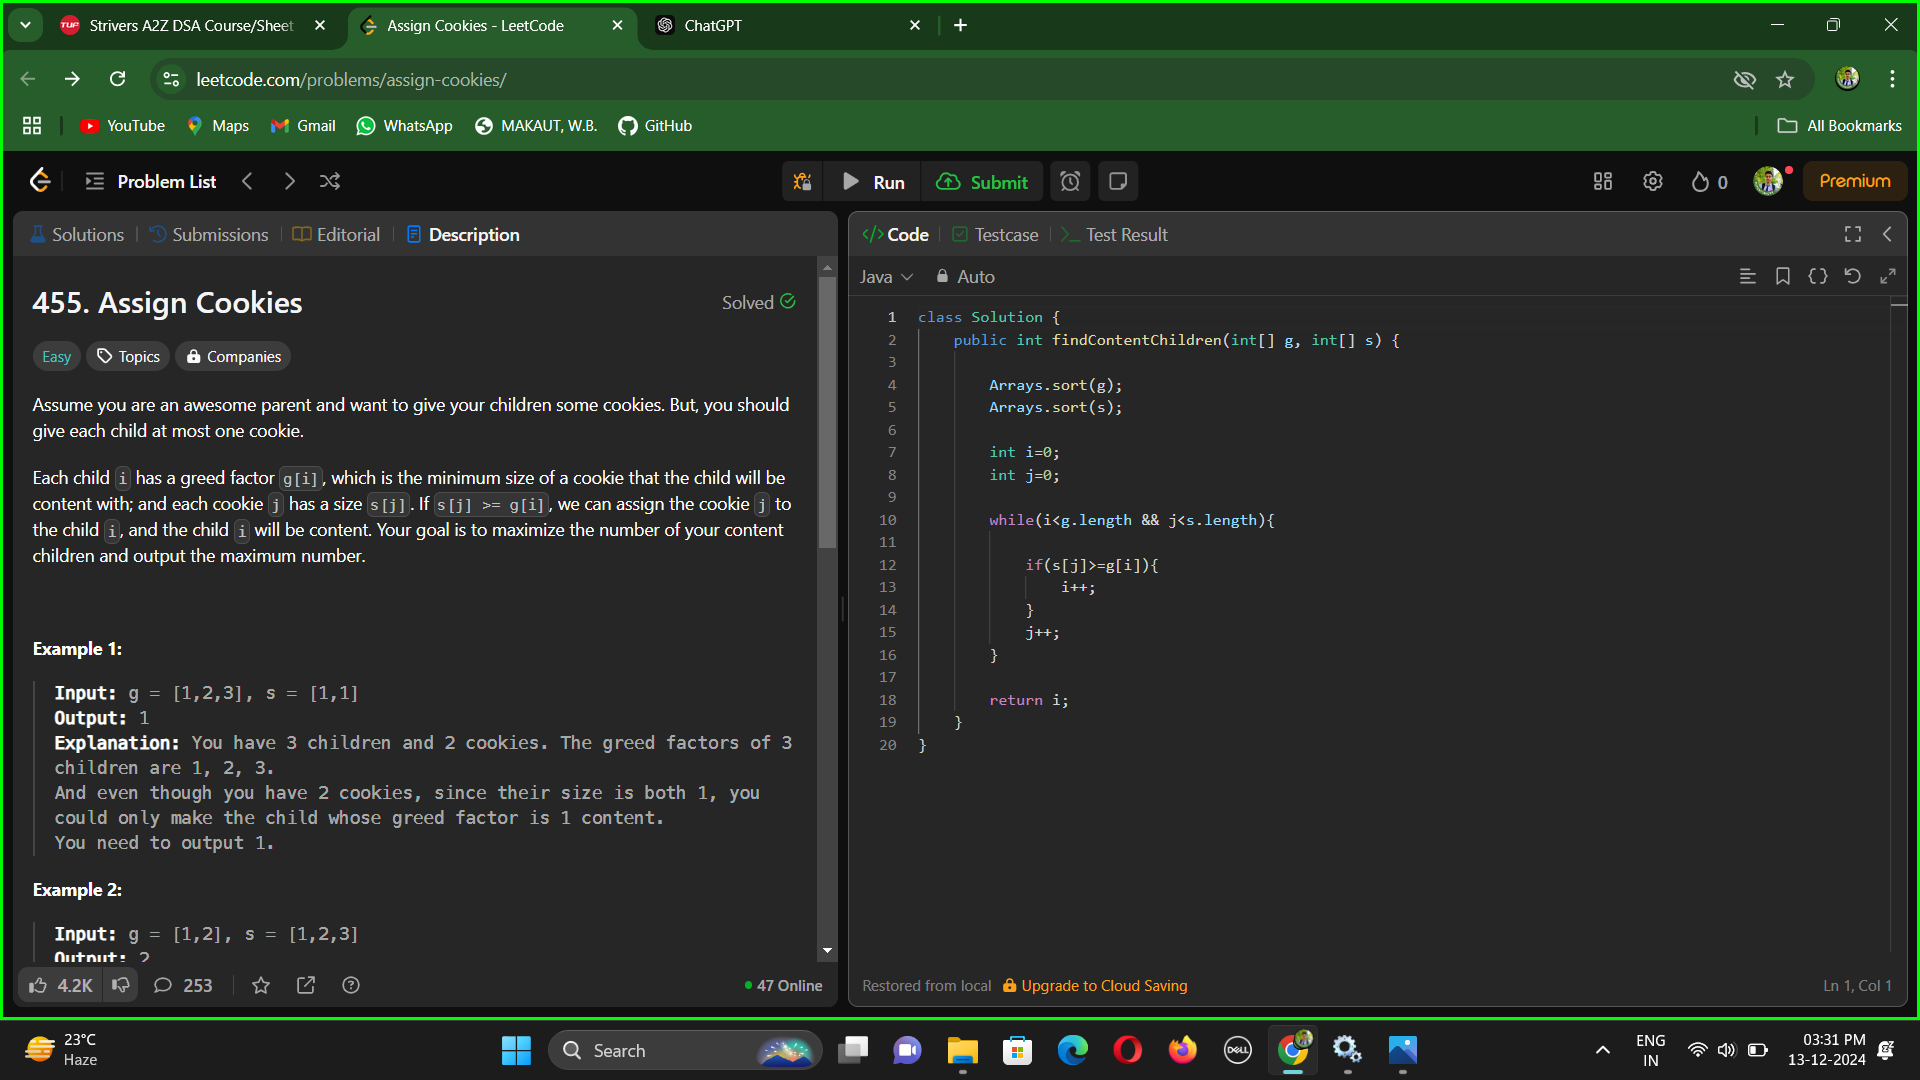 Strivers A2Z DSA Course/Sheet
Assign Cookies - LeetCode
ChatGPT
leetcode.com/problems/assign-cookies/
YouTube
Maps
Gmail
WhatsApp
MAKAUT, W.B.
GitHub
All Bookmarks
Problem List
Run
Submit
0
Premium
Solutions
Submissions
Editorial
Description
455. Assign Cookies
Solved
Easy
Topics
Companies
Assume you are an awesome parent and want to give your children some cookies. But, you should
give each child at most one cookie.
Each child i has a greed factor g[i], which is the minimum size of a cookie that the child will be
content with; and each cookie j has a size s[j]. If s[j] >= g[i], we can assign the cookie j to
the child i, and the child i will be content. Your goal is to maximize the number of your content
children and output the maximum number.
Example 1:
Input: g = [1,2,3], s = [1,1]
Output: 1
Explanation: You have 3 children and 2 cookies. The greed factors of 3
children are 1, 2, 3.
And even though you have 2 cookies, since their size is both 1, you
could only make the child whose greed factor is 1 content.
You need to output 1.
Example 2:
Input: g = [1,2], s = [1,2,3]
Output: 2
4.2K
253
47 Online
Code
Testcase
Test Result
Java
Auto
1 class Solution {
2 public int findContentChildren(int[] g, int[] s) {
3
4 Arrays.sort(g);
5 Arrays.sort(s);
6
7 int i=0;
8 int j=0;
9
10 while(i<g.length && j<s.length){
11
12 if(s[j]>=g[i]){
13 i++;
14 }
15 j++;
16 }
17
18 return i;
19 }
20 }
Restored from local
Upgrade to Cloud Saving
Ln 1, Col 1
23°C
Haze
Search
DELL
ENG
IN
03:31 PM
13-12-2024